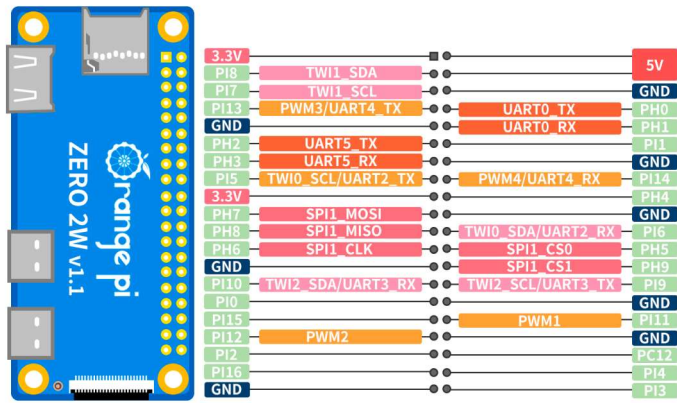 Orange pi
ZERO 2W v1.1
3.3V 5V
PI8 TWI1_SDA
PI7 TWI1_SCL GND
PI13 PWM3/UART4_TX UART0_TX PH0
GND UART0_RX PH1
PH2 UART5_TX PI1
PH3 UART5_RX GND
PI5 TWI0_SCL/UART2_TX PWM4/UART4_RX PI14
3.3V PH4
PH7 SPI1_MOSI GND
PH8 SPI1_MISO TWI0_SDA/UART2_RX PI6
PH6 SPI1_CLK SPI1_CS0 PH5
GND SPI1_CS1 PH9
PI10 TWI2_SDA/UART3_RX TWI2_SCL/UART3_TX PI9
PI0 GND
PI15 PWM1 PI11
PI12 PWM2 GND
PI2 PC12
PI16 PI4
GND PI3